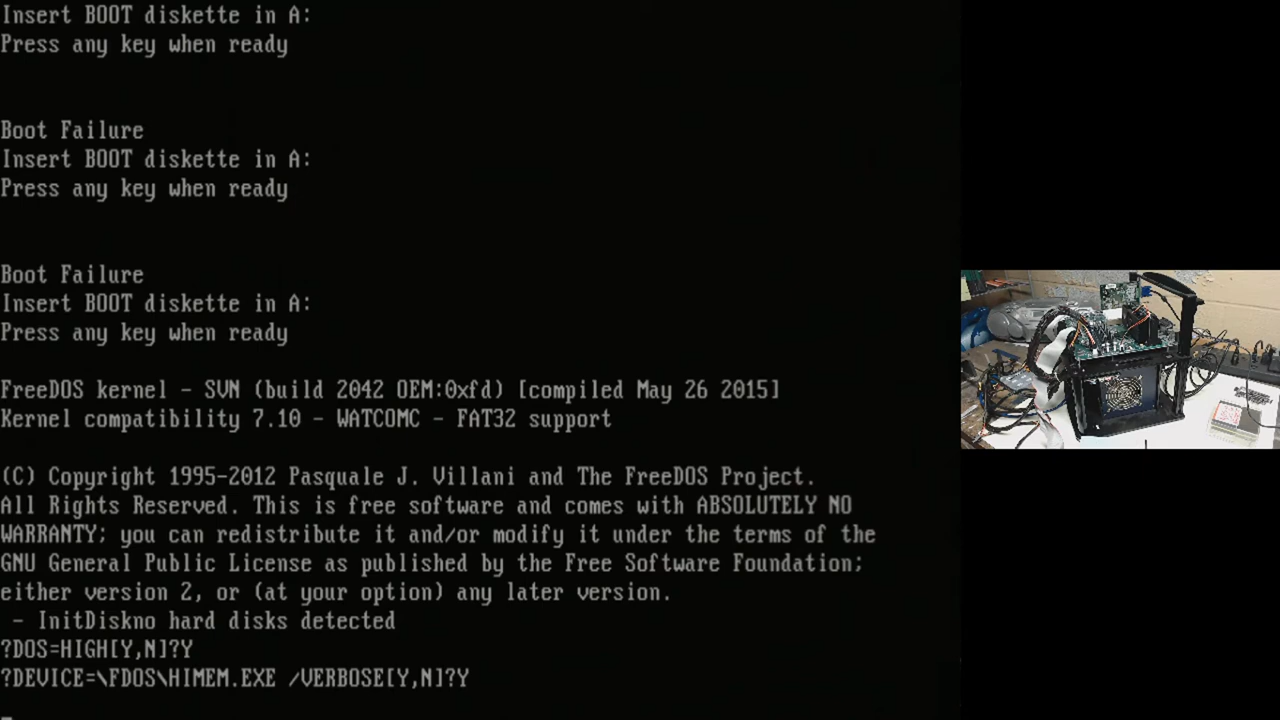 Insert BOOT diskette in A:
Press any key when ready
Boot Failure
Insert BOOT diskette in A:
Press any key when ready
Boot Failure
Insert BOOT diskette in A:
Press any key when ready
FreeDOS kernel - SVN (build 2042 OEM:0xfd) [compiled May 26 2015]
Kernel compatibility 7.10 - WATCOMC - FAT32 support
(C) Copyright 1995-2012 Pasquale J. Villani and The FreeDOS Project.
All Rights Reserved. This is free software and comes with ABSOLUTELY NO
WARRANTY; you can redistribute it and/or modify it under the terms of the
GNU General Public License as published by the Free Software Foundation;
either version 2, or (at your option) any later version.
- InitDiskno hard disks detected
?DOS=HIGH[Y,N]?Y
?DEVICE=\FDOS\HIMEM.EXE /VERBOSE[Y,N]?Y